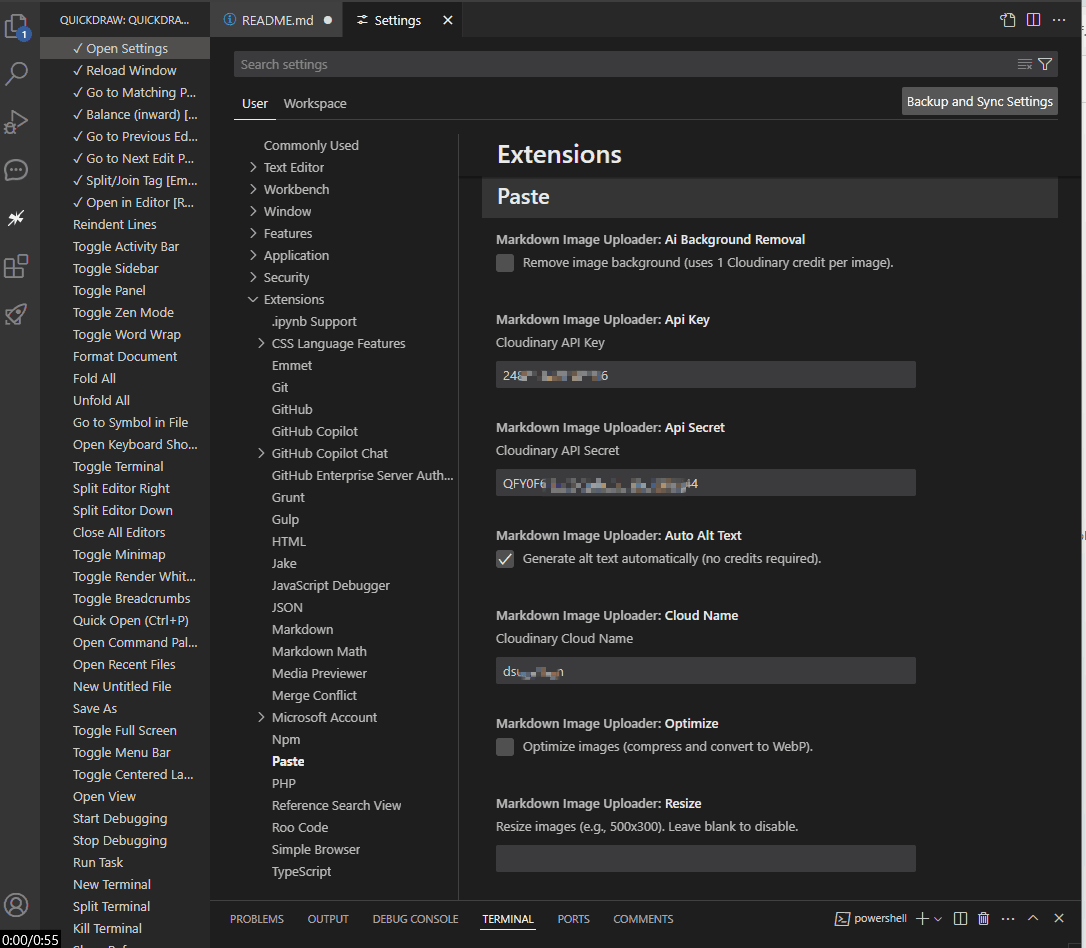 QUICKDRAW: QUICKDRA...
README.md
Settings
1
✓ Open Settings
✓ Reload Window
✓ Go to Matching P...
✓ Balance (inward) [...
✓ Go to Previous Ed...
✓ Go to Next Edit P...
✓ Split/Join Tag [Em...
✓ Open in Editor [R...
Reindent Lines
Toggle Activity Bar
Toggle Sidebar
Toggle Panel
Toggle Zen Mode
Toggle Word Wrap
Format Document
Fold All
Unfold All
Go to Symbol in File
Open Keyboard Sho...
Toggle Terminal
Split Editor Right
Split Editor Down
Close All Editors
Toggle Minimap
Toggle Render Whit...
Toggle Breadcrumbs
Quick Open (Ctrl+P)
Open Command Pal...
Open Recent Files
New Untitled File
Save As
Toggle Full Screen
Toggle Menu Bar
Toggle Centered La...
Open View
Start Debugging
Stop Debugging
Run Task
New Terminal
Split Terminal
Kill Terminal
0:00/0:55
Search settings
User
Workspace
Backup and Sync Settings
Commonly Used
Text Editor
Workbench
Window
Features
Application
Security
Extensions
.ipynb Support
CSS Language Features
Emmet
Git
GitHub
GitHub Copilot
GitHub Copilot Chat
GitHub Enterprise Server Auth...
Grunt
Gulp
HTML
Jake
JavaScript Debugger
JSON
Markdown
Markdown Math
Media Previewer
Merge Conflict
Microsoft Account
Npm
Paste
PHP
Reference Search View
Roo Code
Simple Browser
TypeScript
Extensions
Paste
Markdown Image Uploader: Ai Background Removal
Remove image background (uses 1 Cloudinary credit per image).
Markdown Image Uploader: Api Key
Cloudinary API Key
Markdown Image Uploader: Api Secret
Cloudinary API Secret
Markdown Image Uploader: Auto Alt Text
Generate alt text automatically (no credits required).
Markdown Image Uploader: Cloud Name
Cloudinary Cloud Name
Markdown Image Uploader: Optimize
Optimize images (compress and convert to WebP).
Markdown Image Uploader: Resize
Resize images (e.g., 500x300). Leave blank to disable.
PROBLEMS
OUTPUT
DEBUG CONSOLE
TERMINAL
PORTS
COMMENTS
powershell